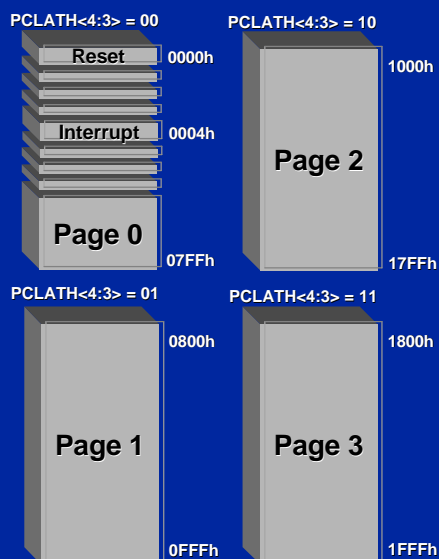 PCLATH<4:3> = 00
Reset 0000h
Interrupt 0004h
Page 0
07FFh
PCLATH<4:3> = 10
1000h
Page 2
17FFh
PCLATH<4:3> = 01
0800h
Page 1
0FFFh
PCLATH<4:3> = 11
1800h
Page 3
1FFFh